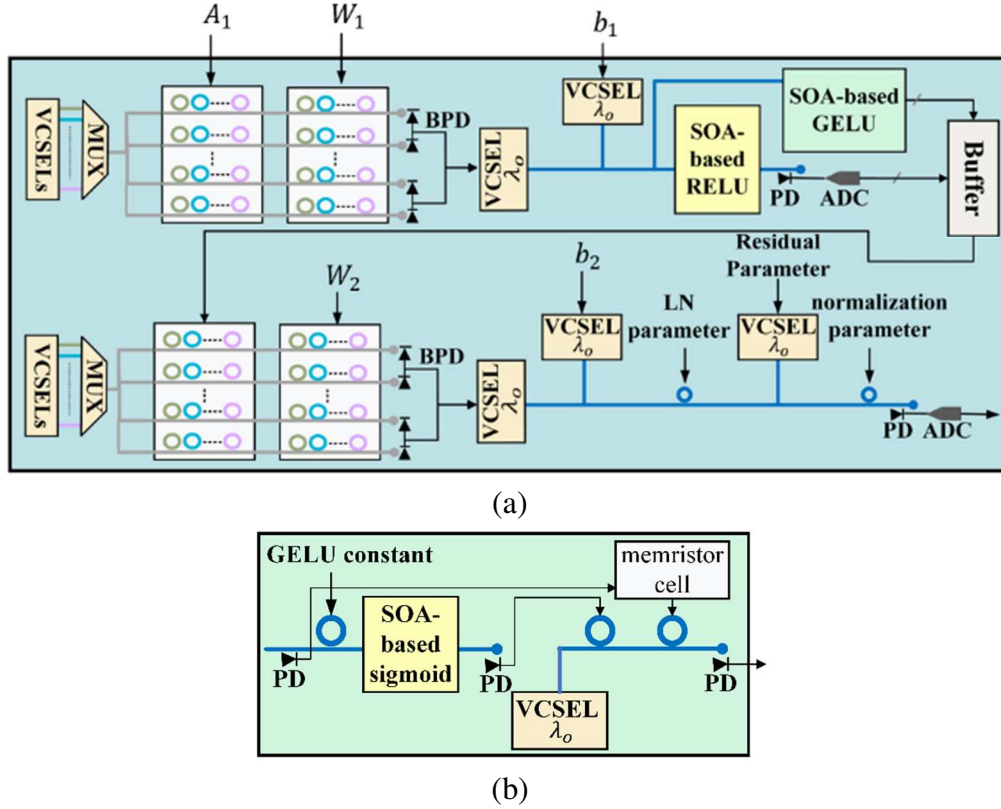 A₁
W₁
b₁
VCSELs
MUX
BPD
VCSEL
λₒ
VCSEL
λₒ
SOA-
based
RELU
SOA-based
GELU
PD
ADC
Buffer
W₂
b₂
Residual
Parameter
LN
parameter
normalization
parameter
VCSELs
MUX
BPD
VCSEL
λₒ
VCSEL
λₒ
VCSEL
λₒ
PD
ADC
(a)
GELU constant
memristor
cell
SOA-
based
sigmoid
PD
PD
PD
VCSEL
λₒ
(b)